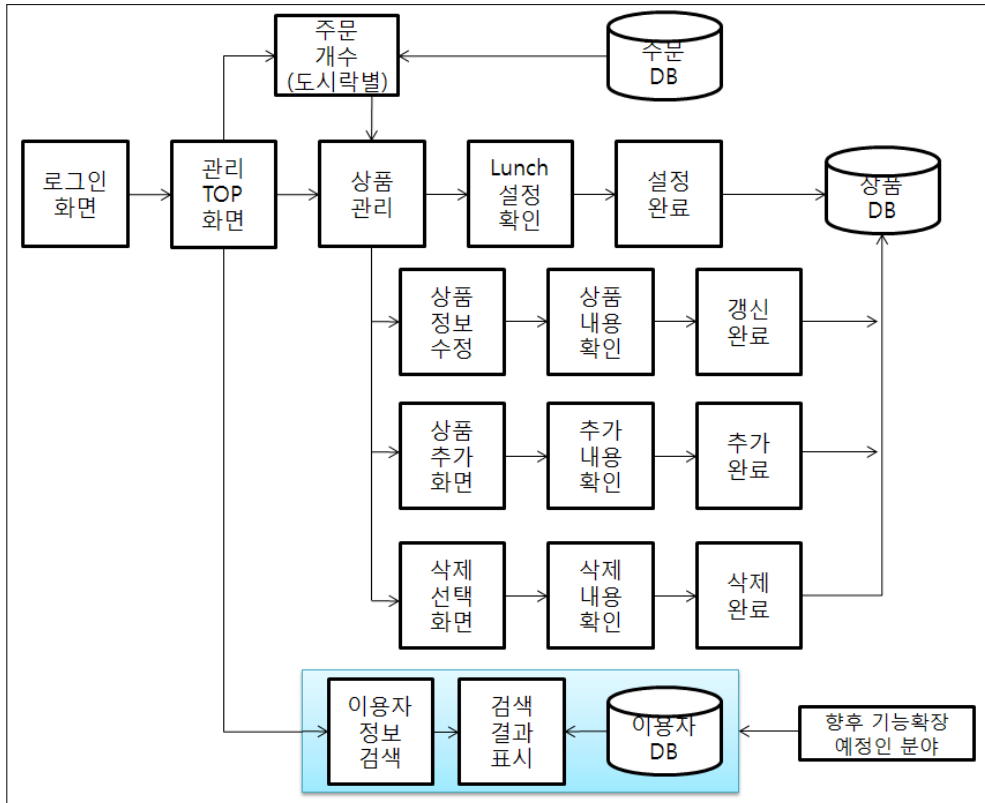 주문
개수
(도시락별)
주문
DB
로그인
화면
관리
TOP
화면
상품
관리
Lunch
설정
확인
설정
완료
상품
DB
상품
정보
수정
상품
내용
확인
갱신
완료
상품
추가
화면
추가
내용
확인
추가
완료
삭제
선택
화면
삭제
내용
확인
삭제
완료
이용자
정보
검색
검색
결과
표시
이용자
DB
향후 기능확장
예정인 분야